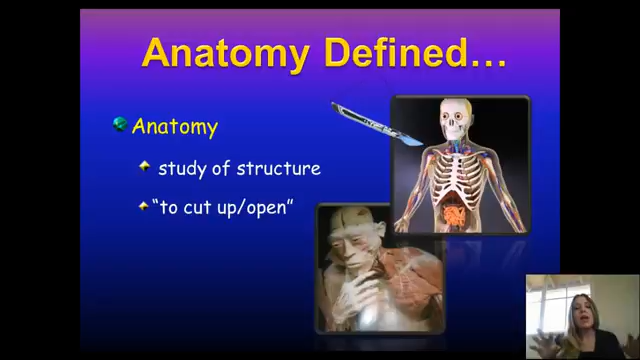 Anatomy Defined...
Anatomy
study of structure
"to cut up/open"